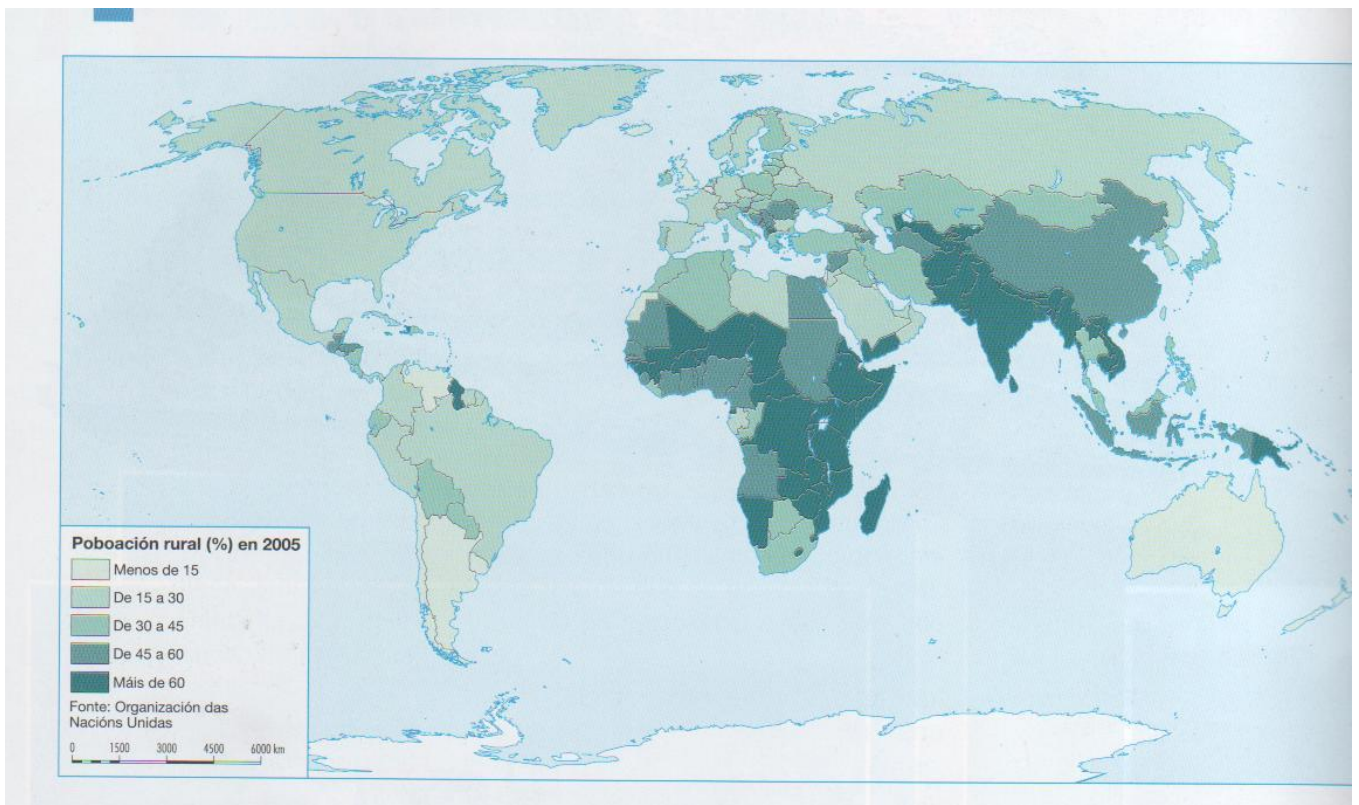 Poboación rural (%) en 2005
Menos de 15
De 15 a 30
De 30 a 45
De 45 a 60
Máis de 60
Fonte: Organización das
Nacións Unidas
0 1500 3000 4500 6000 km